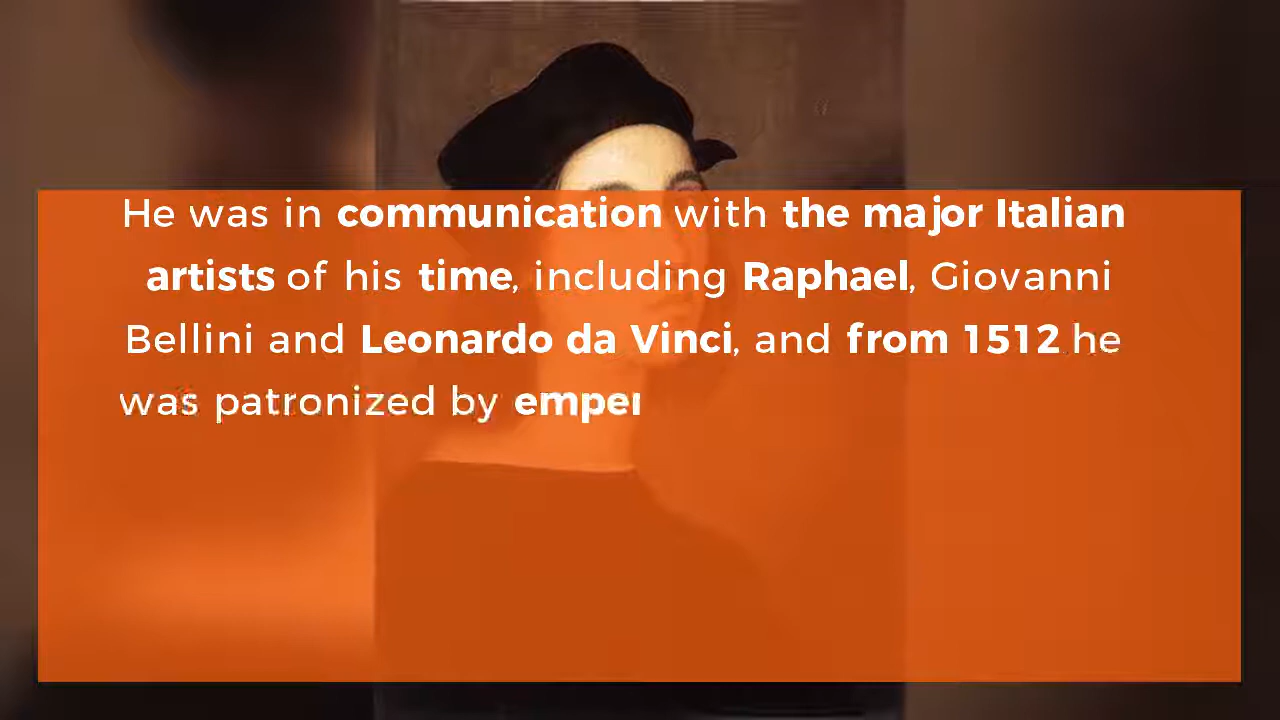 He was in communication with the major Italian
artists of his time, including Raphael, Giovanni
Bellini and Leonardo da Vinci, and from 1512 he
was patronized by